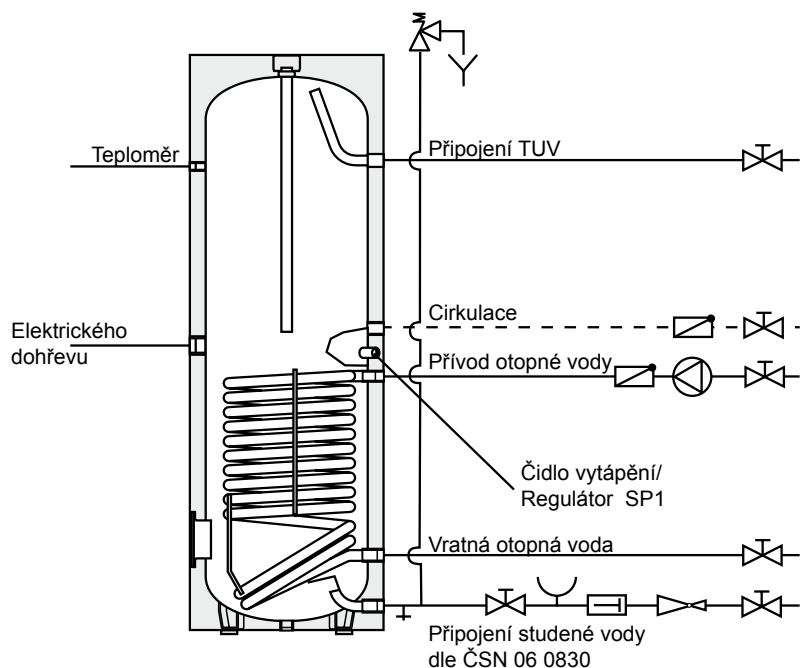 Teploměr
Připojení TUV
Cirkulace
Elektrického
dohřevu
Přívod otopné vody
Čidlo vytápění/
Regulátor SP1
Vratná otopná voda
Připojení studené vody
dle ČSN 06 0830